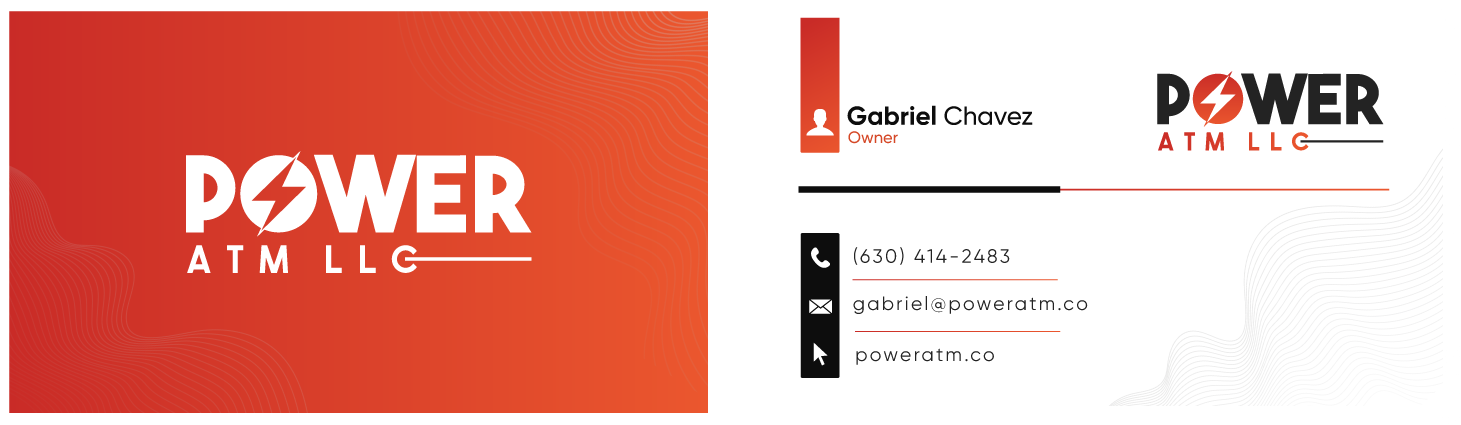 POWER
ATM LLC
Gabriel Chavez
Owner
POWER
ATM LLC
(630) 414-2483
gabriel@poweratm.co
poweratm.co